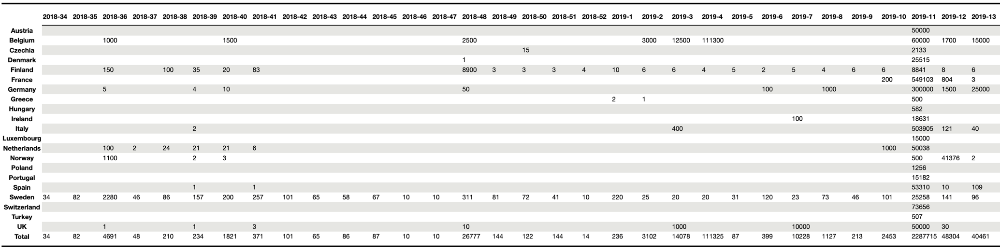 2018-34 2018-35 2018-36 2018-37 2018-38 2018-39 2018-40 2018-41 2018-42 2018-43 2018-44 2018-45 2018-46 2018-47 2018-48 2018-49 2018-50 2018-51 2018-52 2019-1 2019-2 2019-3 2019-4 2019-5 2019-6 2019-7 2019-8 2019-9 2019-10 2019-11 2019-12 2019-13
Austria 50000
Belgium 1000 1500 2500 3000 12500 111300 60000 1700 15000
Czechia 15 2133
Denmark 1 25515
Finland 150 100 35 20 83 8900 3 3 3 4 10 6 6 4 5 2 5 4 6 6 8841 8 6
France 200 549103 804 3
Germany 5 4 10 50 100 1000 300000 1500 25000
Greece 2 1 500
Hungary 582
Ireland 100 18631
Italy 2 400 503905 121 40
Luxembourg 15000
Netherlands 100 2 24 21 21 6 1000 50038
Norway 1100 2 3 500 41376 2
Poland 1256
Portugal 15182
Spain 1 1 53310 10 109
Sweden 34 82 2280 46 86 157 200 257 101 65 58 67 10 10 311 81 72 41 10 220 25 20 20 31 120 23 73 46 101 25258 141 96
Switzerland 73656
Turkey 507
UK 1 1 3 10 1000 10000 50000 30
Total 34 82 4691 48 210 234 1821 371 101 65 86 87 10 10 26777 144 122 144 14 236 3102 14078 111325 87 399 10228 1127 213 2453 2287715 48304 40461